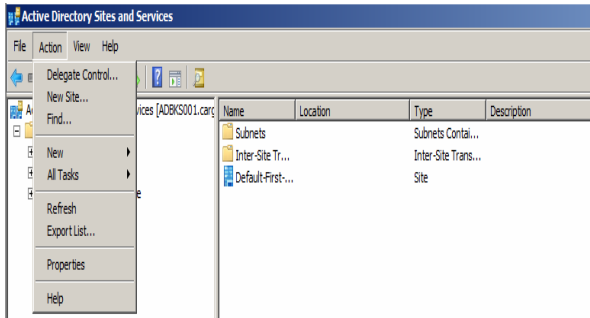 Active Directory Sites and Services
File Action View Help
Delegate Control...
New Site...
Find...
New
All Tasks
Refresh
Export List...
Properties
Help
vices [ADBKS001.carg
Name Location Type Description
Subnets Subnets Contai...
Inter-Site Tr... Inter-Site Trans...
Default-First-... Site